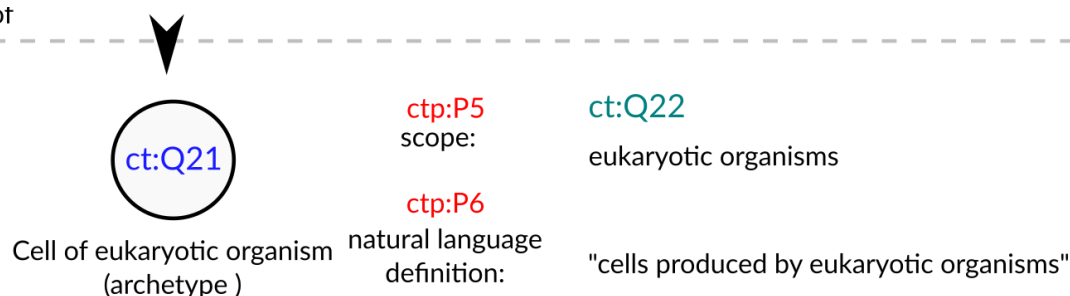 ct:Q21
Cell of eukaryotic organism
(archetype )
ctp:P5
scope:
ct:Q22
eukaryotic organisms
ctp:P6
natural language
definition:
"cells produced by eukaryotic organisms"